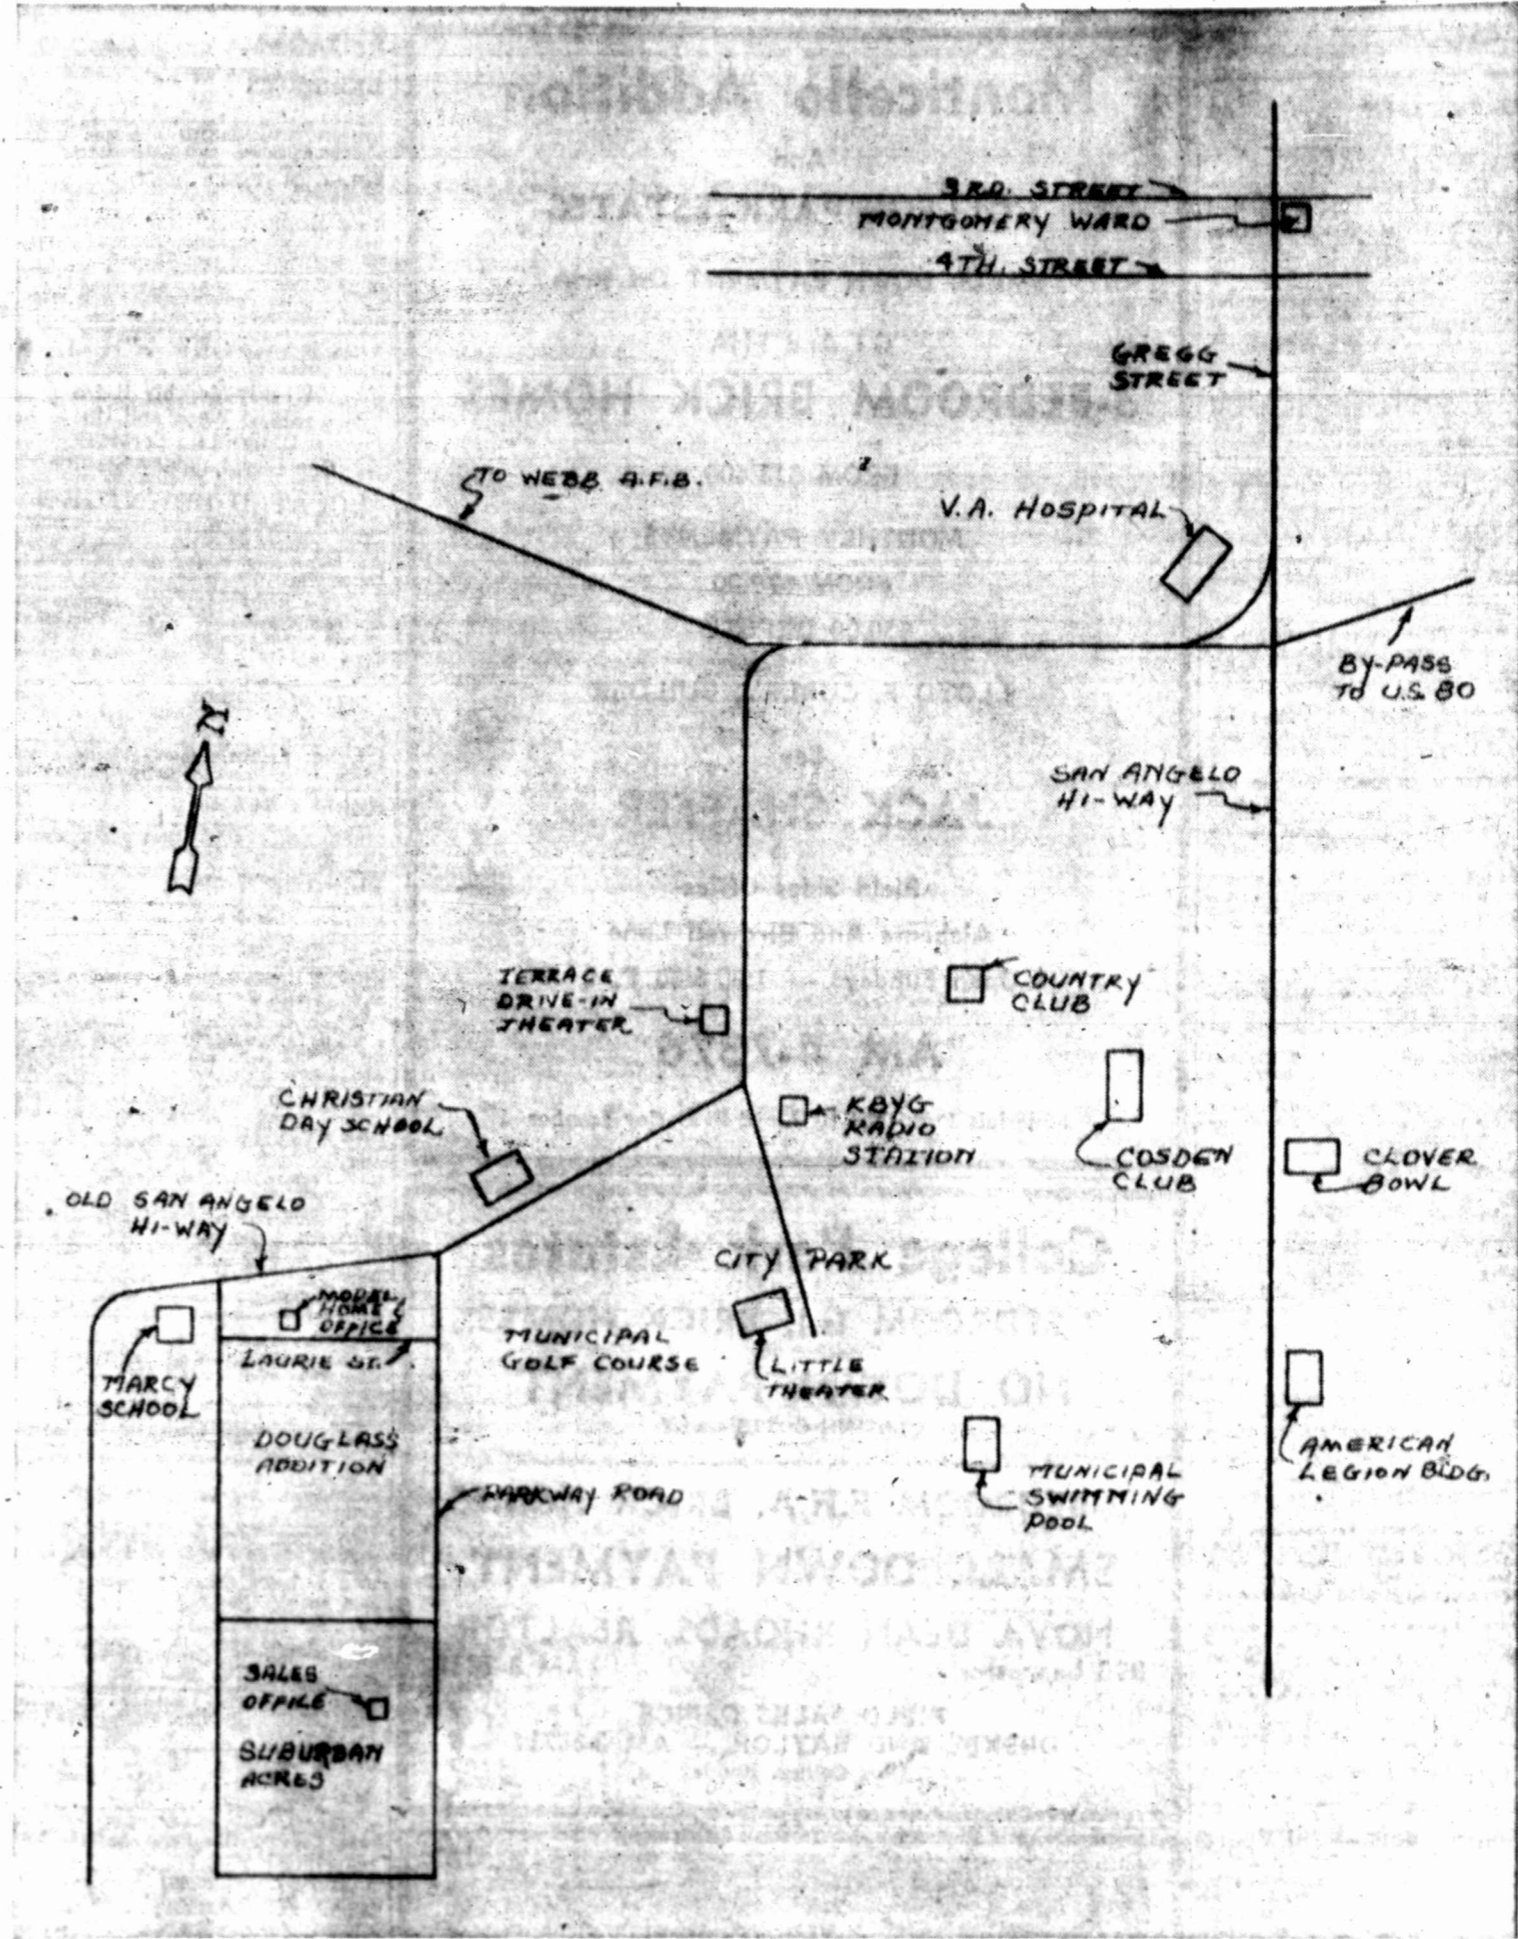 3RD. STREET
MONTGOMERY WARD
4TH. STREET
GREGG
STREET
TO WEBB A.F.B.
V.A. HOSPITAL
BY-PASS
TO U.S. 80
N
SAN ANGELO
HI-WAY
TERRACE
DRIVE-IN
THEATER
COUNTRY
CLUB
CHRISTIAN
DAY SCHOOL
KBYG
RADIO
STATION
COSDEN
CLUB
CLOVER
BOWL
OLD SAN ANGELO
HI-WAY
CITY PARK
MODEL
HOME &
OFFICE
LAURIE ST.
MARCY
SCHOOL
MUNICIPAL
GOLF COURSE
LITTLE
THEATER
DOUGLASS
ADDITION
AMERICAN
LEGION BLDG.
PARKWAY ROAD
MUNICIPAL
SWIMMING
POOL
SALES
OFFICE
SUBURBAN
ACRES